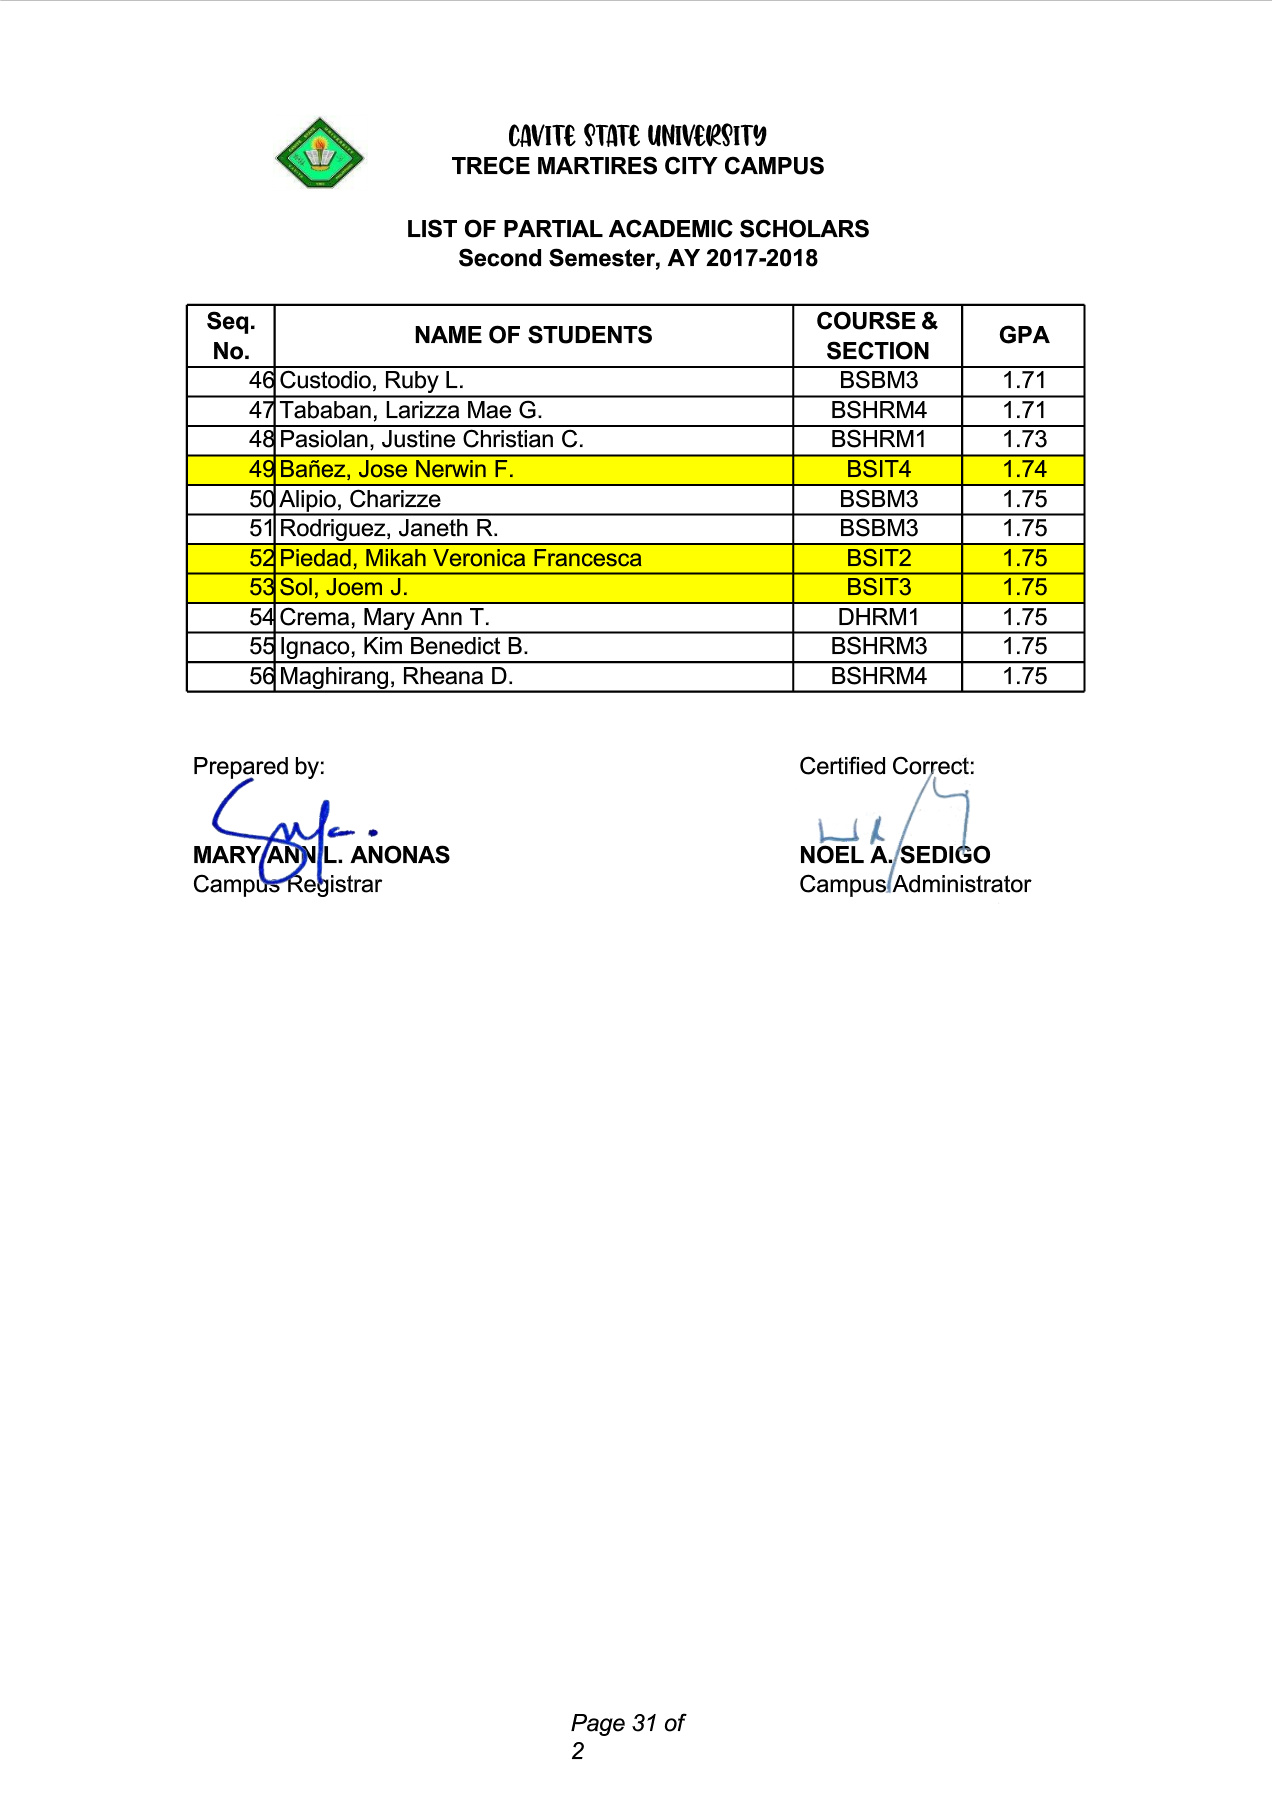 CAVITE STATE UNIVERSITY
TRECE MARTIRES CITY CAMPUS
LIST OF PARTIAL ACADEMIC SCHOLARS
Second Semester, AY 2017-2018
Seq. No. NAME OF STUDENTS COURSE & SECTION GPA
46 Custodio, Ruby L. BSBM3 1.71
47 Tababan, Larizza Mae G. BSHRM4 1.71
48 Pasiolan, Justine Christian C. BSHRM1 1.73
49 Bañez, Jose Nerwin F. BSIT4 1.74
50 Alipio, Charizze BSBM3 1.75
51 Rodriguez, Janeth R. BSBM3 1.75
52 Piedad, Mikah Veronica Francesca BSIT2 1.75
53 Sol, Joem J. BSIT3 1.75
54 Crema, Mary Ann T. DHRM1 1.75
55 Ignaco, Kim Benedict B. BSHRM3 1.75
56 Maghirang, Rheana D. BSHRM4 1.75
Prepared by: Certified Correct:
MARY ANN L. ANONAS NOEL A. SEDIGO
Campus Registrar Campus Administrator
Page 31 of
2